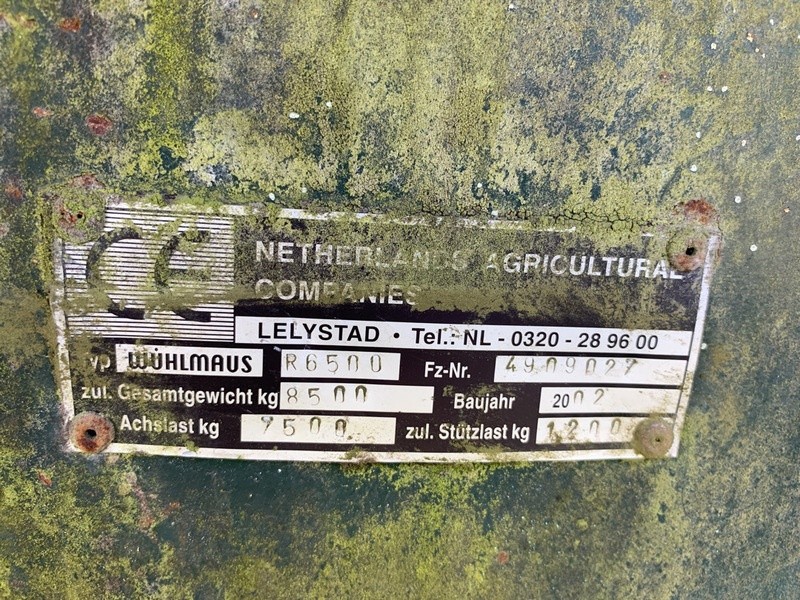 NETHERLANDS AGRICULTURAL
COMPANIES
LELYSTAD · Tel.: NL - 0320 - 28 96 00
yp WÜHLMAUS R6500 Fz-Nr. 4909027
zul. Gesamtgewicht kg 8500 Baujahr 2002
Achslast kg 7500 zul. Stützlast kg 1200